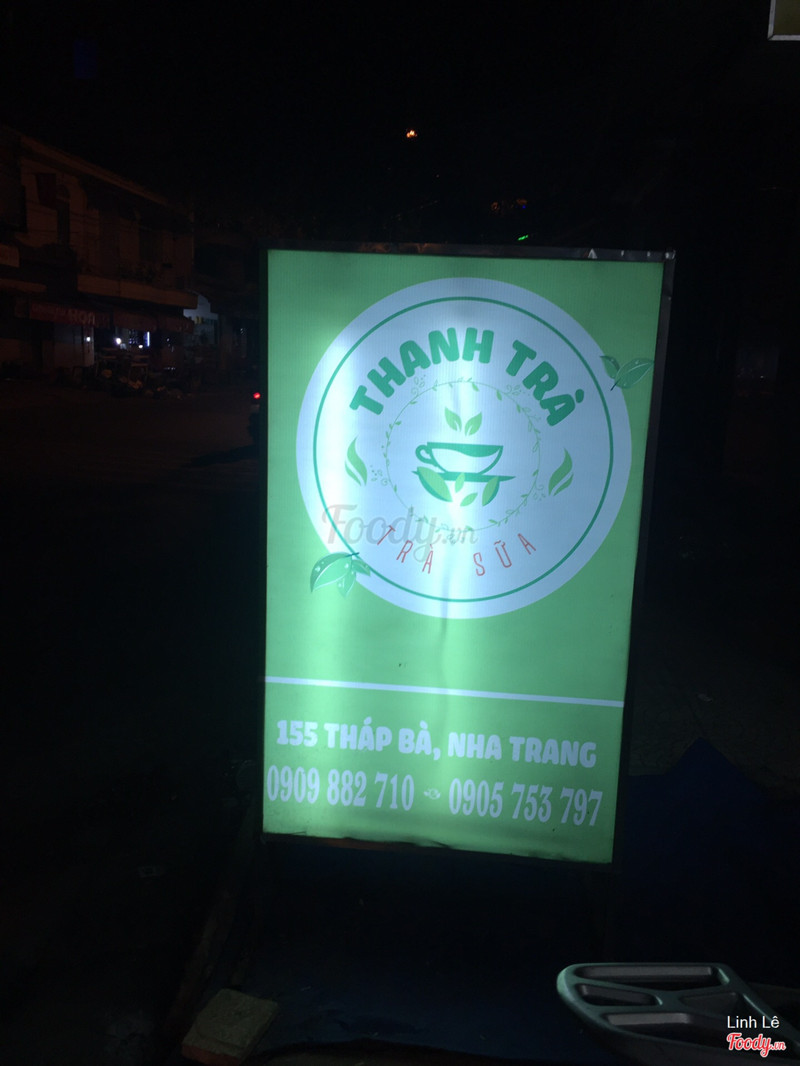 THANH TRÀ
Foody.vn
TRÀ SỮA
155 THÁP BÀ, NHA TRANG
0909 882 710 - 0905 753 797
Linh Lê
Foody.vn